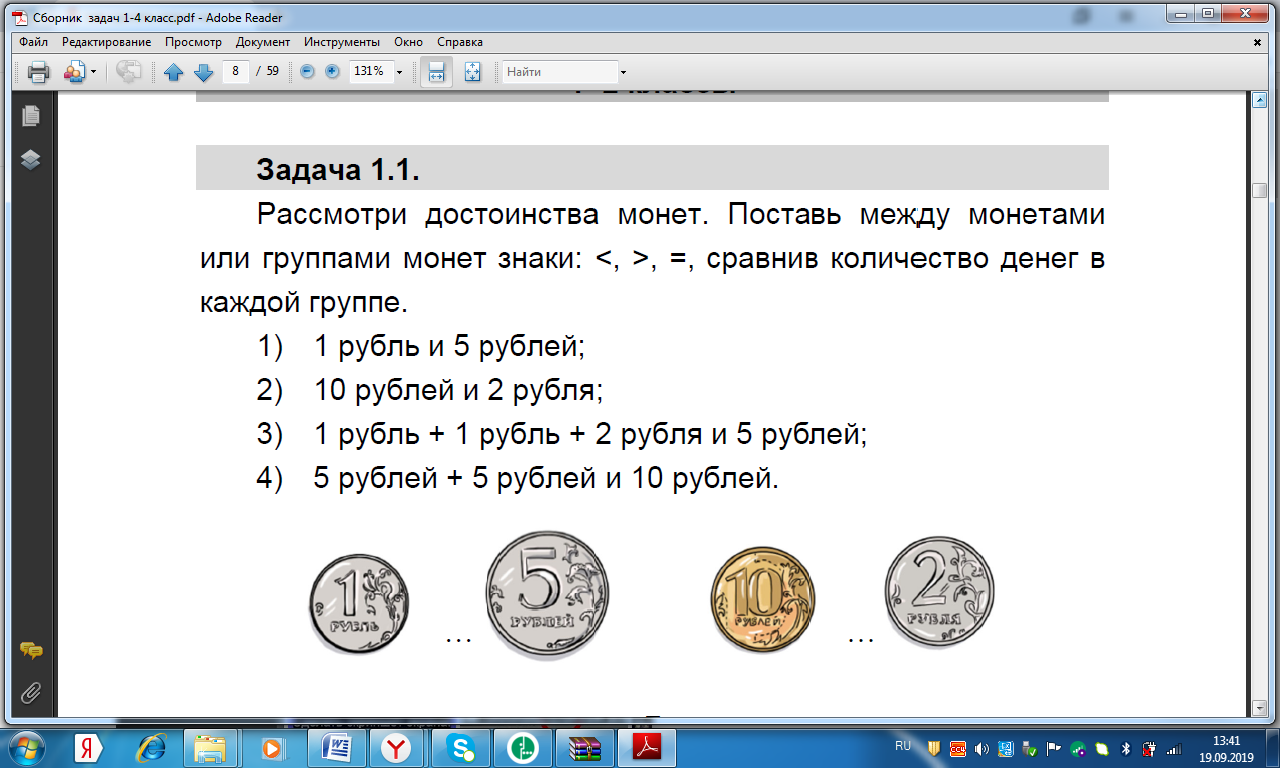 Сборник задач 1-4 класс.pdf - Adobe Reader
Файл Редактирование Просмотр Документ Инструменты Окно Справка
8 / 59 131% Найти
Задача 1.1.
Рассмотри достоинства монет. Поставь между монетами
или группами монет знаки: <, >, =, сравнив количество денег в
каждой группе.
1) 1 рубль и 5 рублей;
2) 10 рублей и 2 рубля;
3) 1 рубль + 1 рубль + 2 рубля и 5 рублей;
4) 5 рублей + 5 рублей и 10 рублей.
1 5 10 2
РУБЛЬ … РУБЛЕЙ РУБЛЕЙ … РУБЛЯ
RU 13:41
19.09.2019